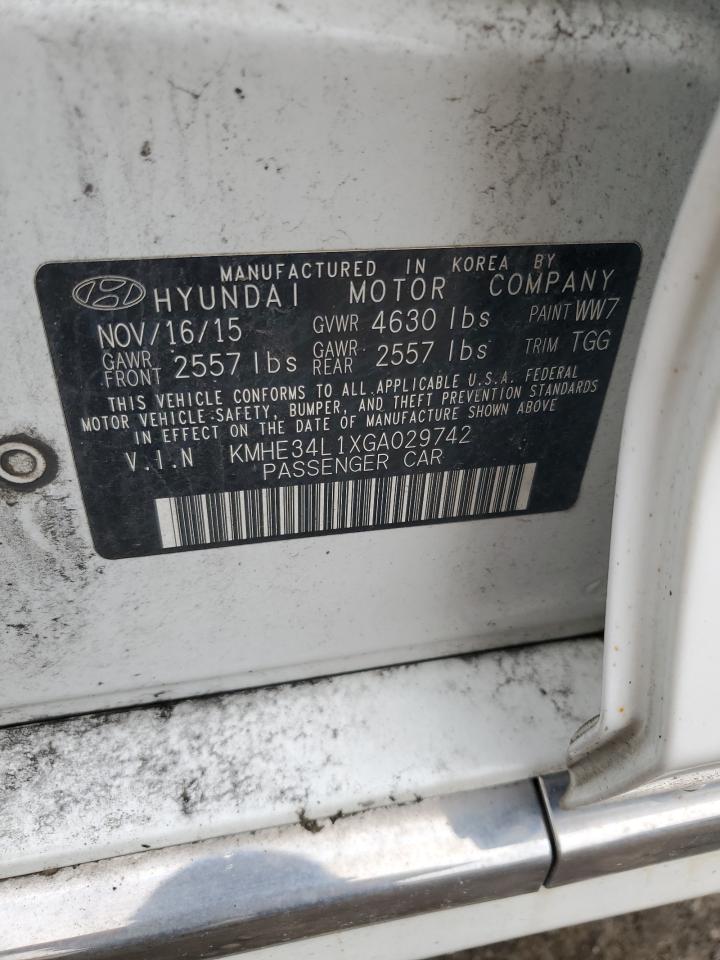 MANUFACTURED IN KOREA BY
HYUNDAI MOTOR COMPANY
NOV/16/15 GVWR 4630 lbs PAINT WW7
GAWR FRONT 2557 lbs GAWR REAR 2557 lbs TRIM TGG
THIS VEHICLE CONFORMS TO ALL APPLICABLE U.S.A. FEDERAL
MOTOR VEHICLE SAFETY, BUMPER, AND THEFT PREVENTION STANDARDS
IN EFFECT ON THE DATE OF MANUFACTURE SHOWN ABOVE
V.I.N KMHE34L1XGA029742
PASSENGER CAR